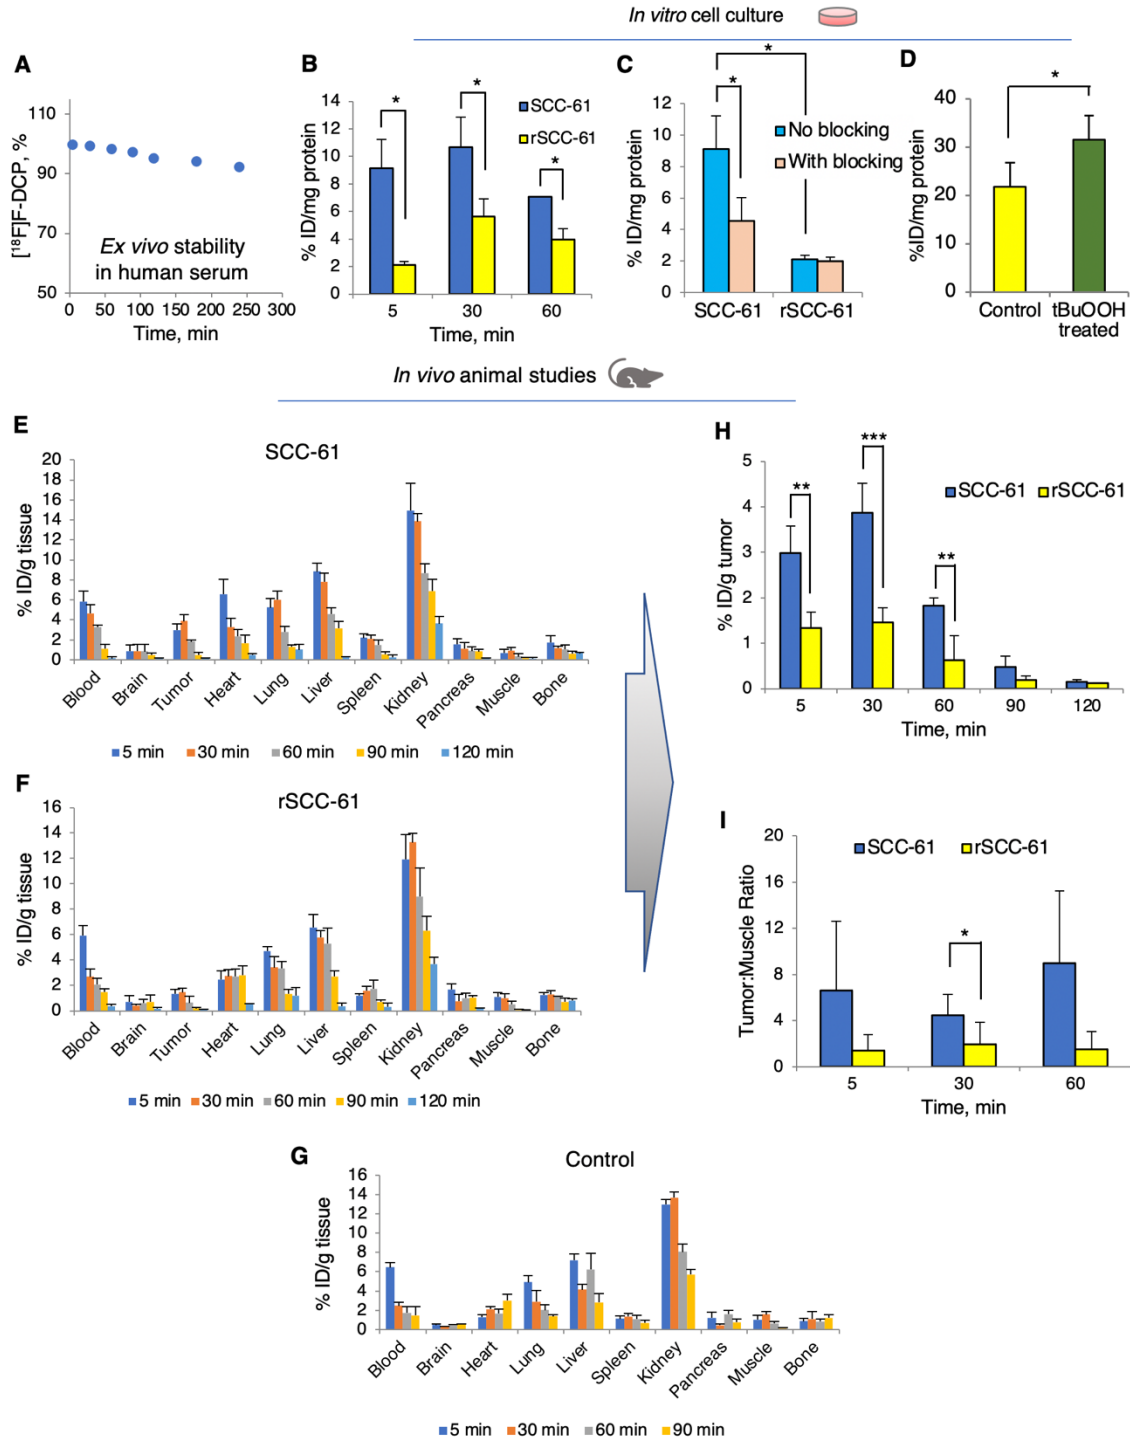 In vitro cell culture
A
110
90
70
50
[¹⁸F]F-DCP, %
Ex vivo stability
in human serum
0 50 100 150 200 250 300
Time, min
B
14
12
10
8
6
4
2
0
% ID/mg protein
SCC-61
rSCC-61
* * *
5 30 60
Time, min
C
12
10
8
6
4
2
0
% ID/mg protein
*
*
No blocking
With blocking
SCC-61 rSCC-61
D
40
30
20
10
0
%ID/mg protein
*
Control tBuOOH
treated
In vivo animal studies
E
SCC-61
20
18
16
14
12
10
8
6
4
2
0
% ID/g tissue
Blood Brain Tumor Heart Lung Liver Spleen Kidney Pancreas Muscle Bone
5 min 30 min 60 min 90 min 120 min
F
rSCC-61
16
14
12
10
8
6
4
2
0
% ID/g tissue
Blood Brain Tumor Heart Lung Liver Spleen Kidney Pancreas Muscle Bone
5 min 30 min 60 min 90 min 120 min
H
5
4
3
2
1
0
% ID/g tumor
** *** **
SCC-61 rSCC-61
5 30 60 90 120
Time, min
I
20
16
12
8
4
0
Tumor:Muscle Ratio
SCC-61 rSCC-61
*
5 30 60
Time, min
G
Control
16
14
12
10
8
6
4
2
0
% ID/g tissue
Blood Brain Heart Lung Liver Spleen Kidney Pancreas Muscle Bone
5 min 30 min 60 min 90 min